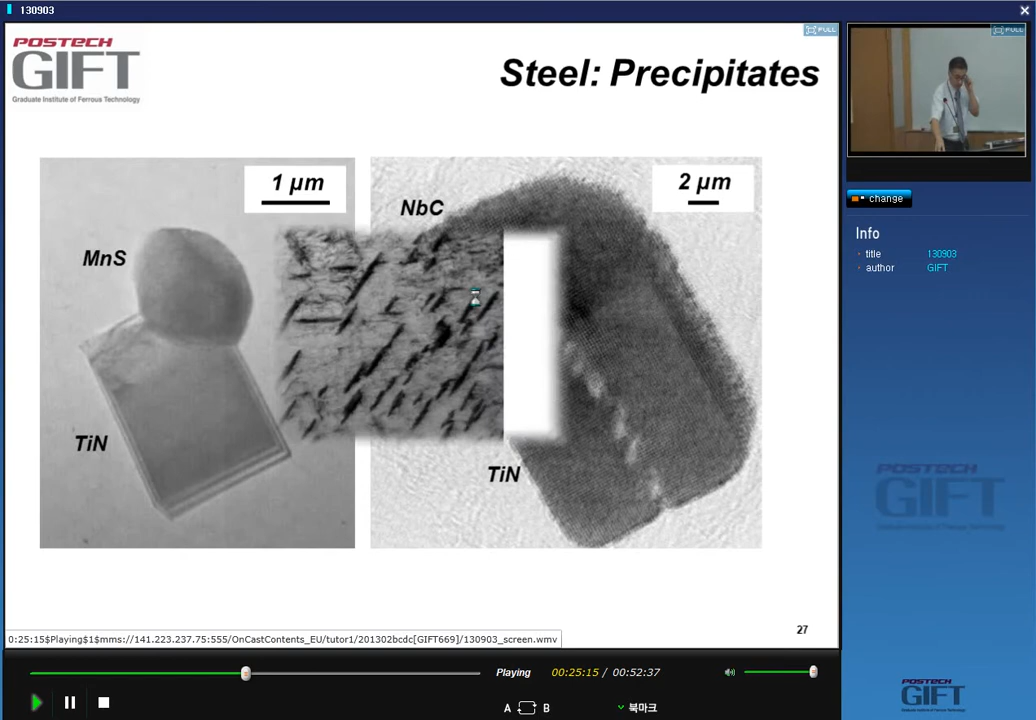 130903
POSTECH
GIFT
Graduate Institute of Ferrous Technology
FULL
Steel: Precipitates
1 µm
2 µm
NbC
MnS
TiN
TiN
27
0:25:15$Playing$1$mms://141.223.237.75:555/OnCastContents_EU/tutor1/201302bcdc[GIFT669]/130903_screen.wmv
Playing
00:25:15 / 00:52:37
A B
북마크
FULL
change
Info
title 130903
author GIFT
POSTECH
GIFT
POSTECH
GIFT